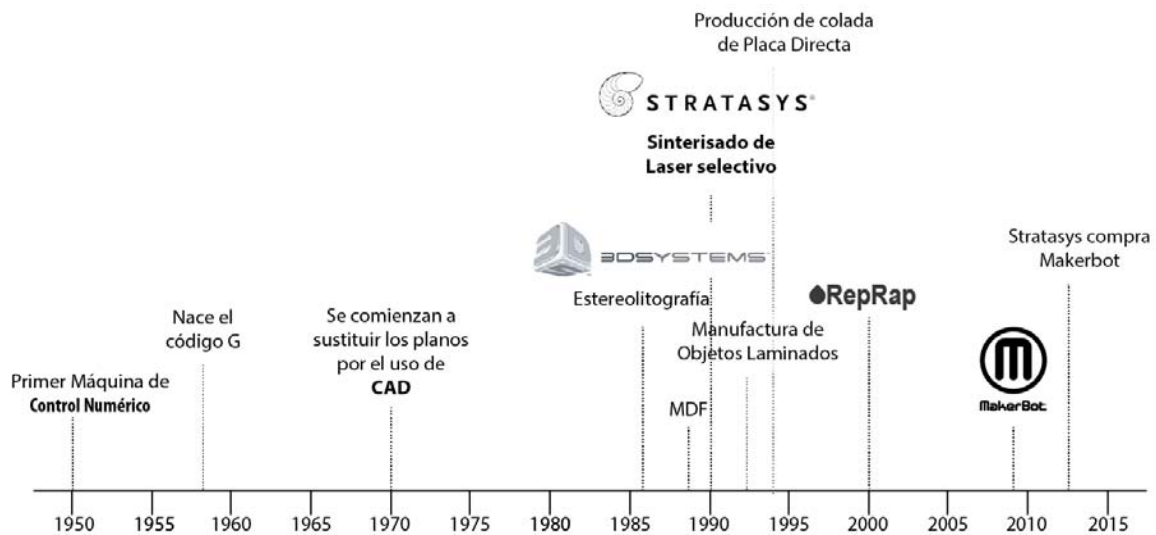 Producción de colada
de Placa Directa
STRATASYS®
Sinterisado de
Laser selectivo
3DSYSTEMS
Stratasys compra
Makerbot
Estereolitografía
RepRap
Nace el
código G
Se comienzan a
sustituir los planos
por el uso de
CAD
Manufactura de
Objetos Laminados
Primer Máquina de
Control Numérico
MDF
MakerBot
1950 1955 1960 1965 1970 1975 1980 1985 1990 1995 2000 2005 2010 2015